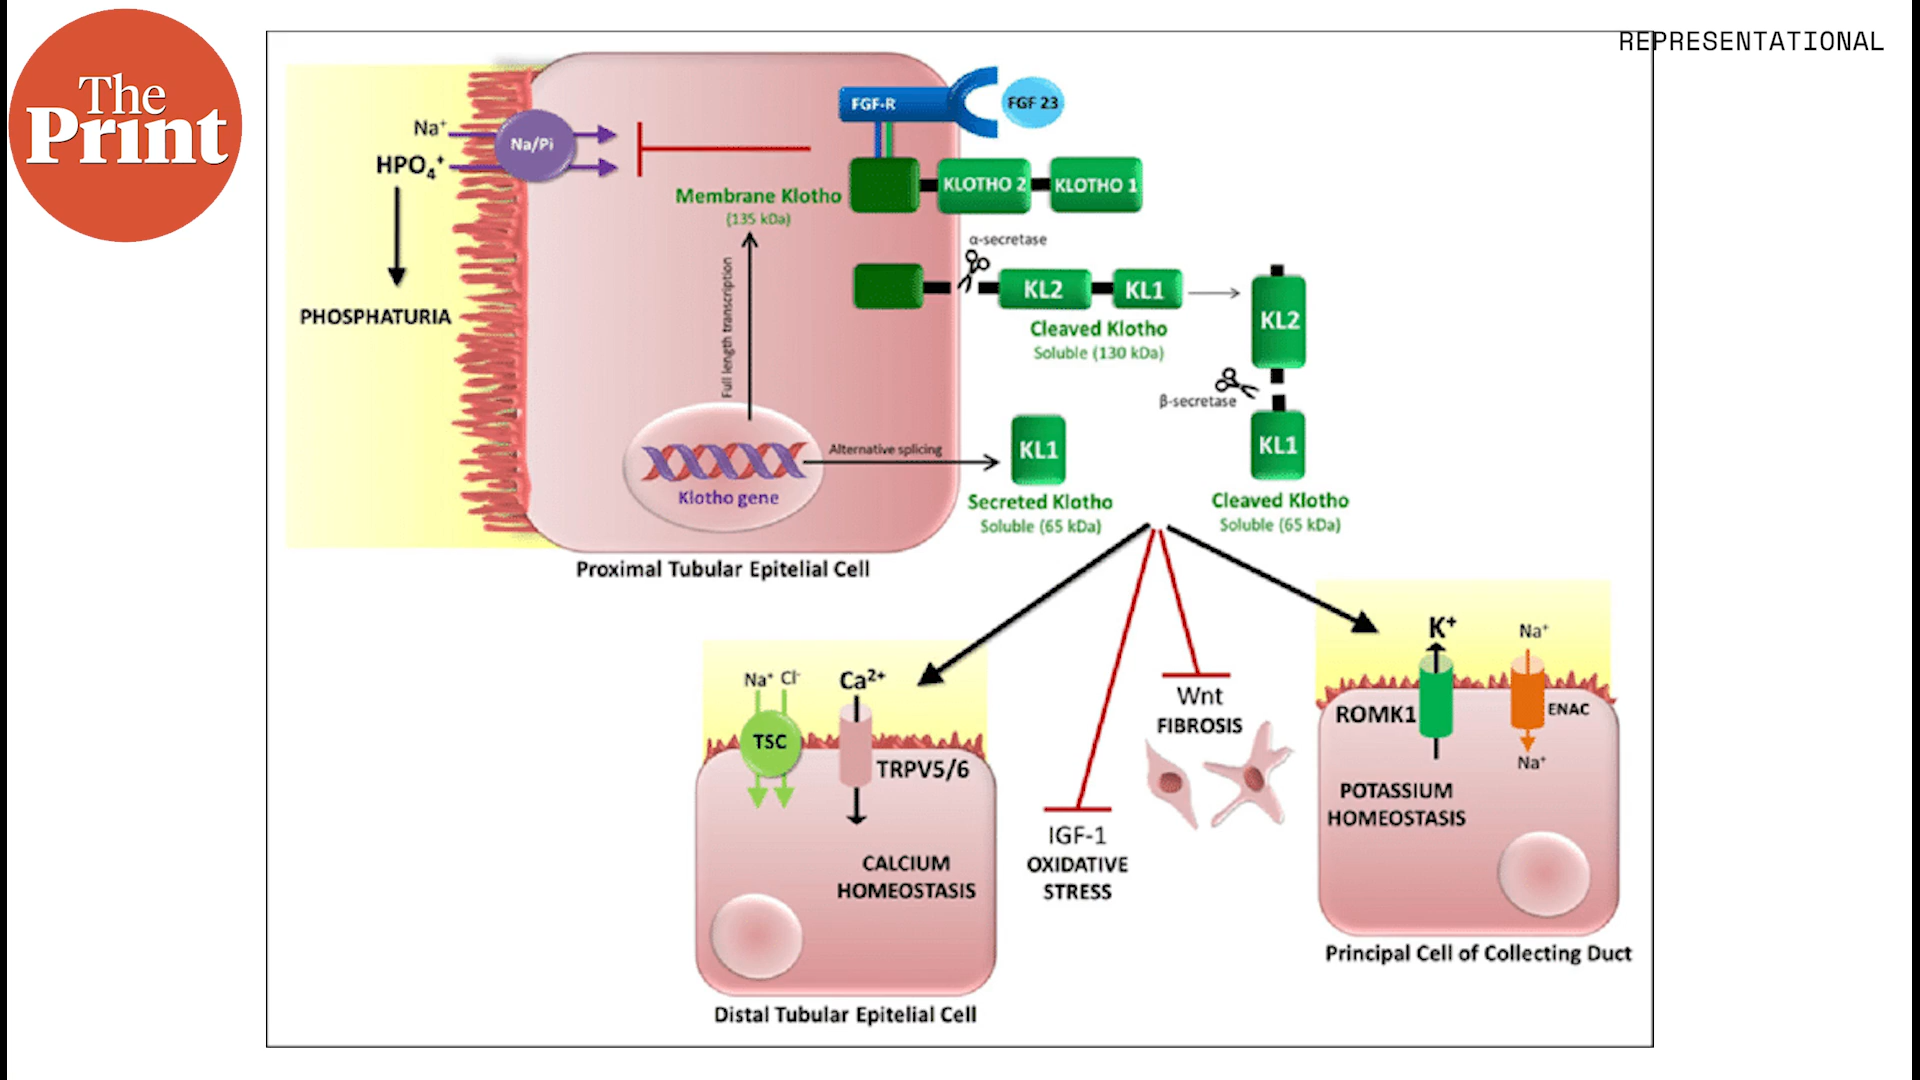 The
Print
REPRESENTATIONAL
FGF-R
FGF 23
Na⁺
HPO₄⁺
Na/Pi
PHOSPHATURIA
Membrane Klotho
(135 kDa)
KLOTHO 2
KLOTHO 1
α-secretase
KL2
KL1
Cleaved Klotho
Soluble (130 kDa)
KL2
β-secretase
KL1
Cleaved Klotho
Soluble (65 kDa)
Full length transcription
Klotho gene
Alternative splicing
KL1
Secreted Klotho
Soluble (65 kDa)
Proximal Tubular Epitelial Cell
Na⁺ Cl⁻
Ca²⁺
TSC
TRPV5/6
CALCIUM
HOMEOSTASIS
Distal Tubular Epitelial Cell
IGF-1
OXIDATIVE
STRESS
Wnt
FIBROSIS
K⁺
Na⁺
ROMK1
ENAC
Na⁺
POTASSIUM
HOMEOSTASIS
Principal Cell of Collecting Duct